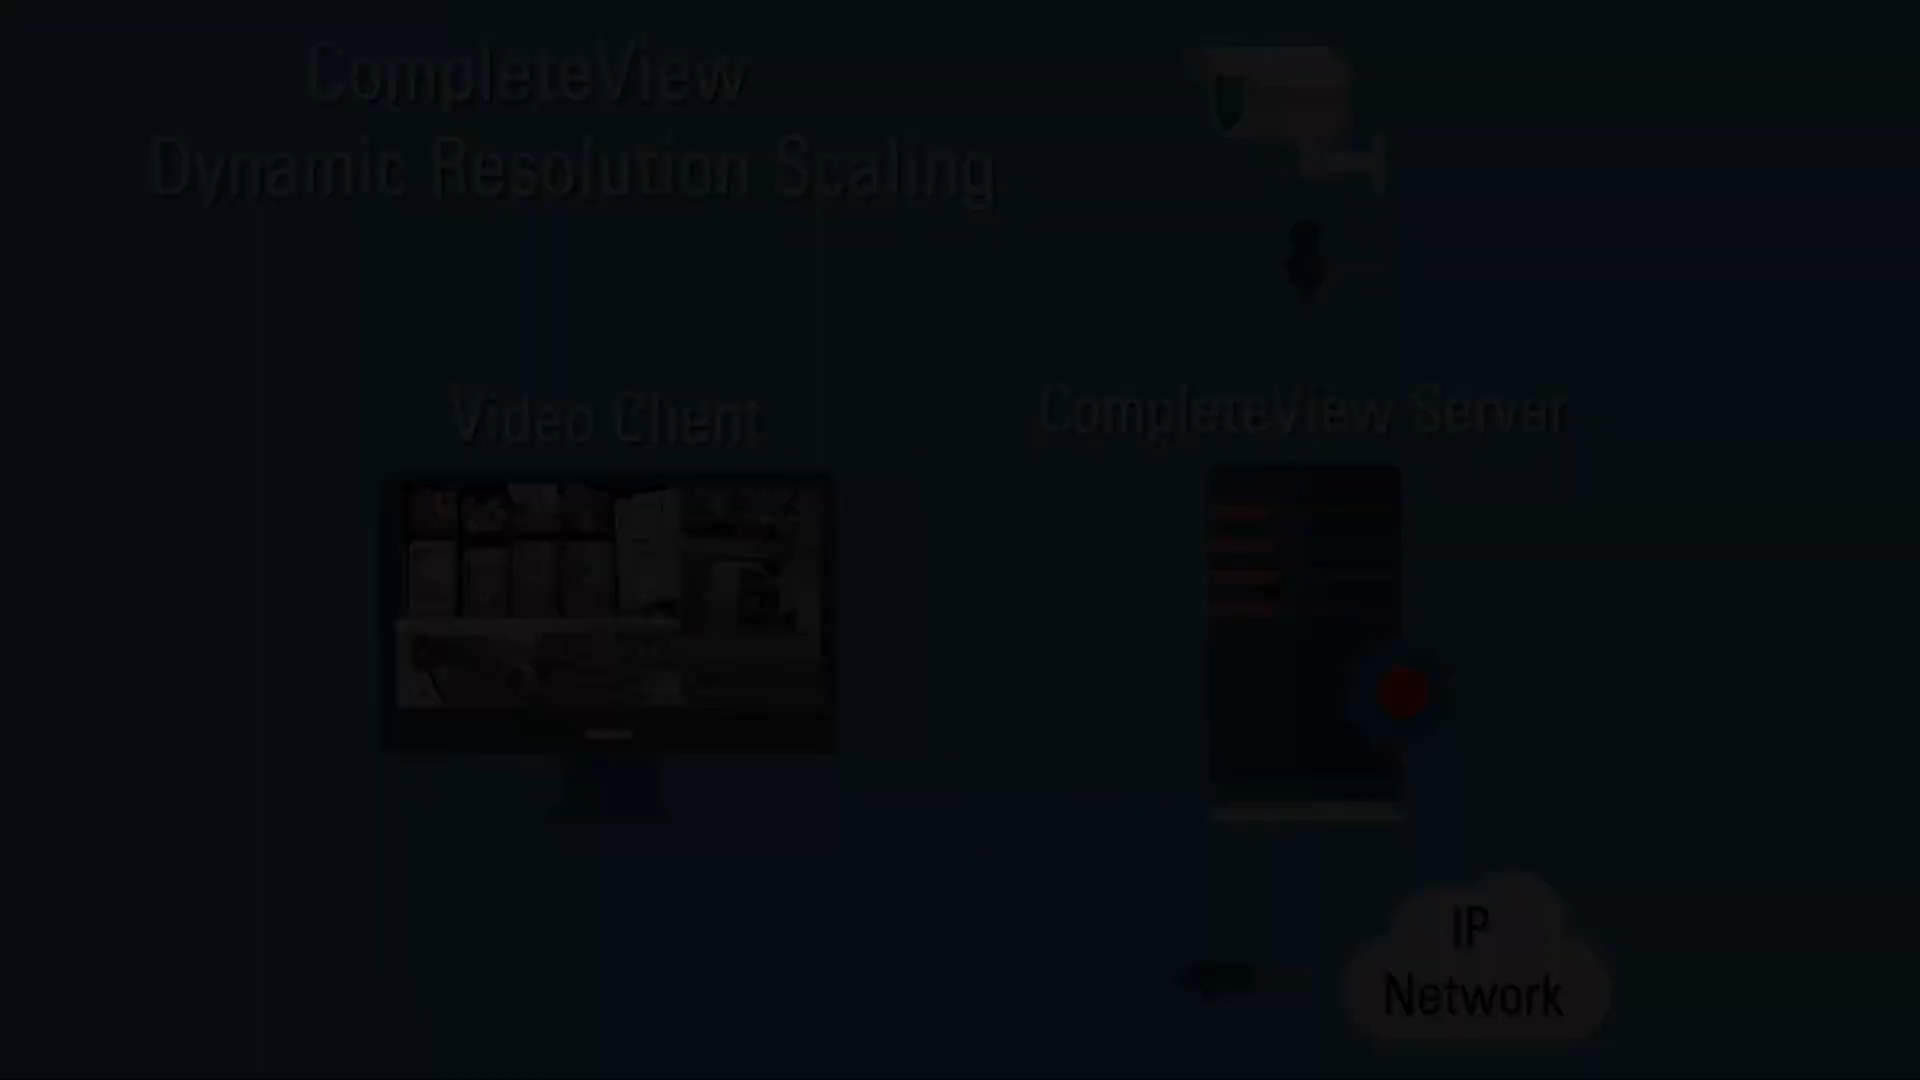 CompleteView
Dynamic Resolution Scaling
Video Client
CompleteView Server
IP
Network